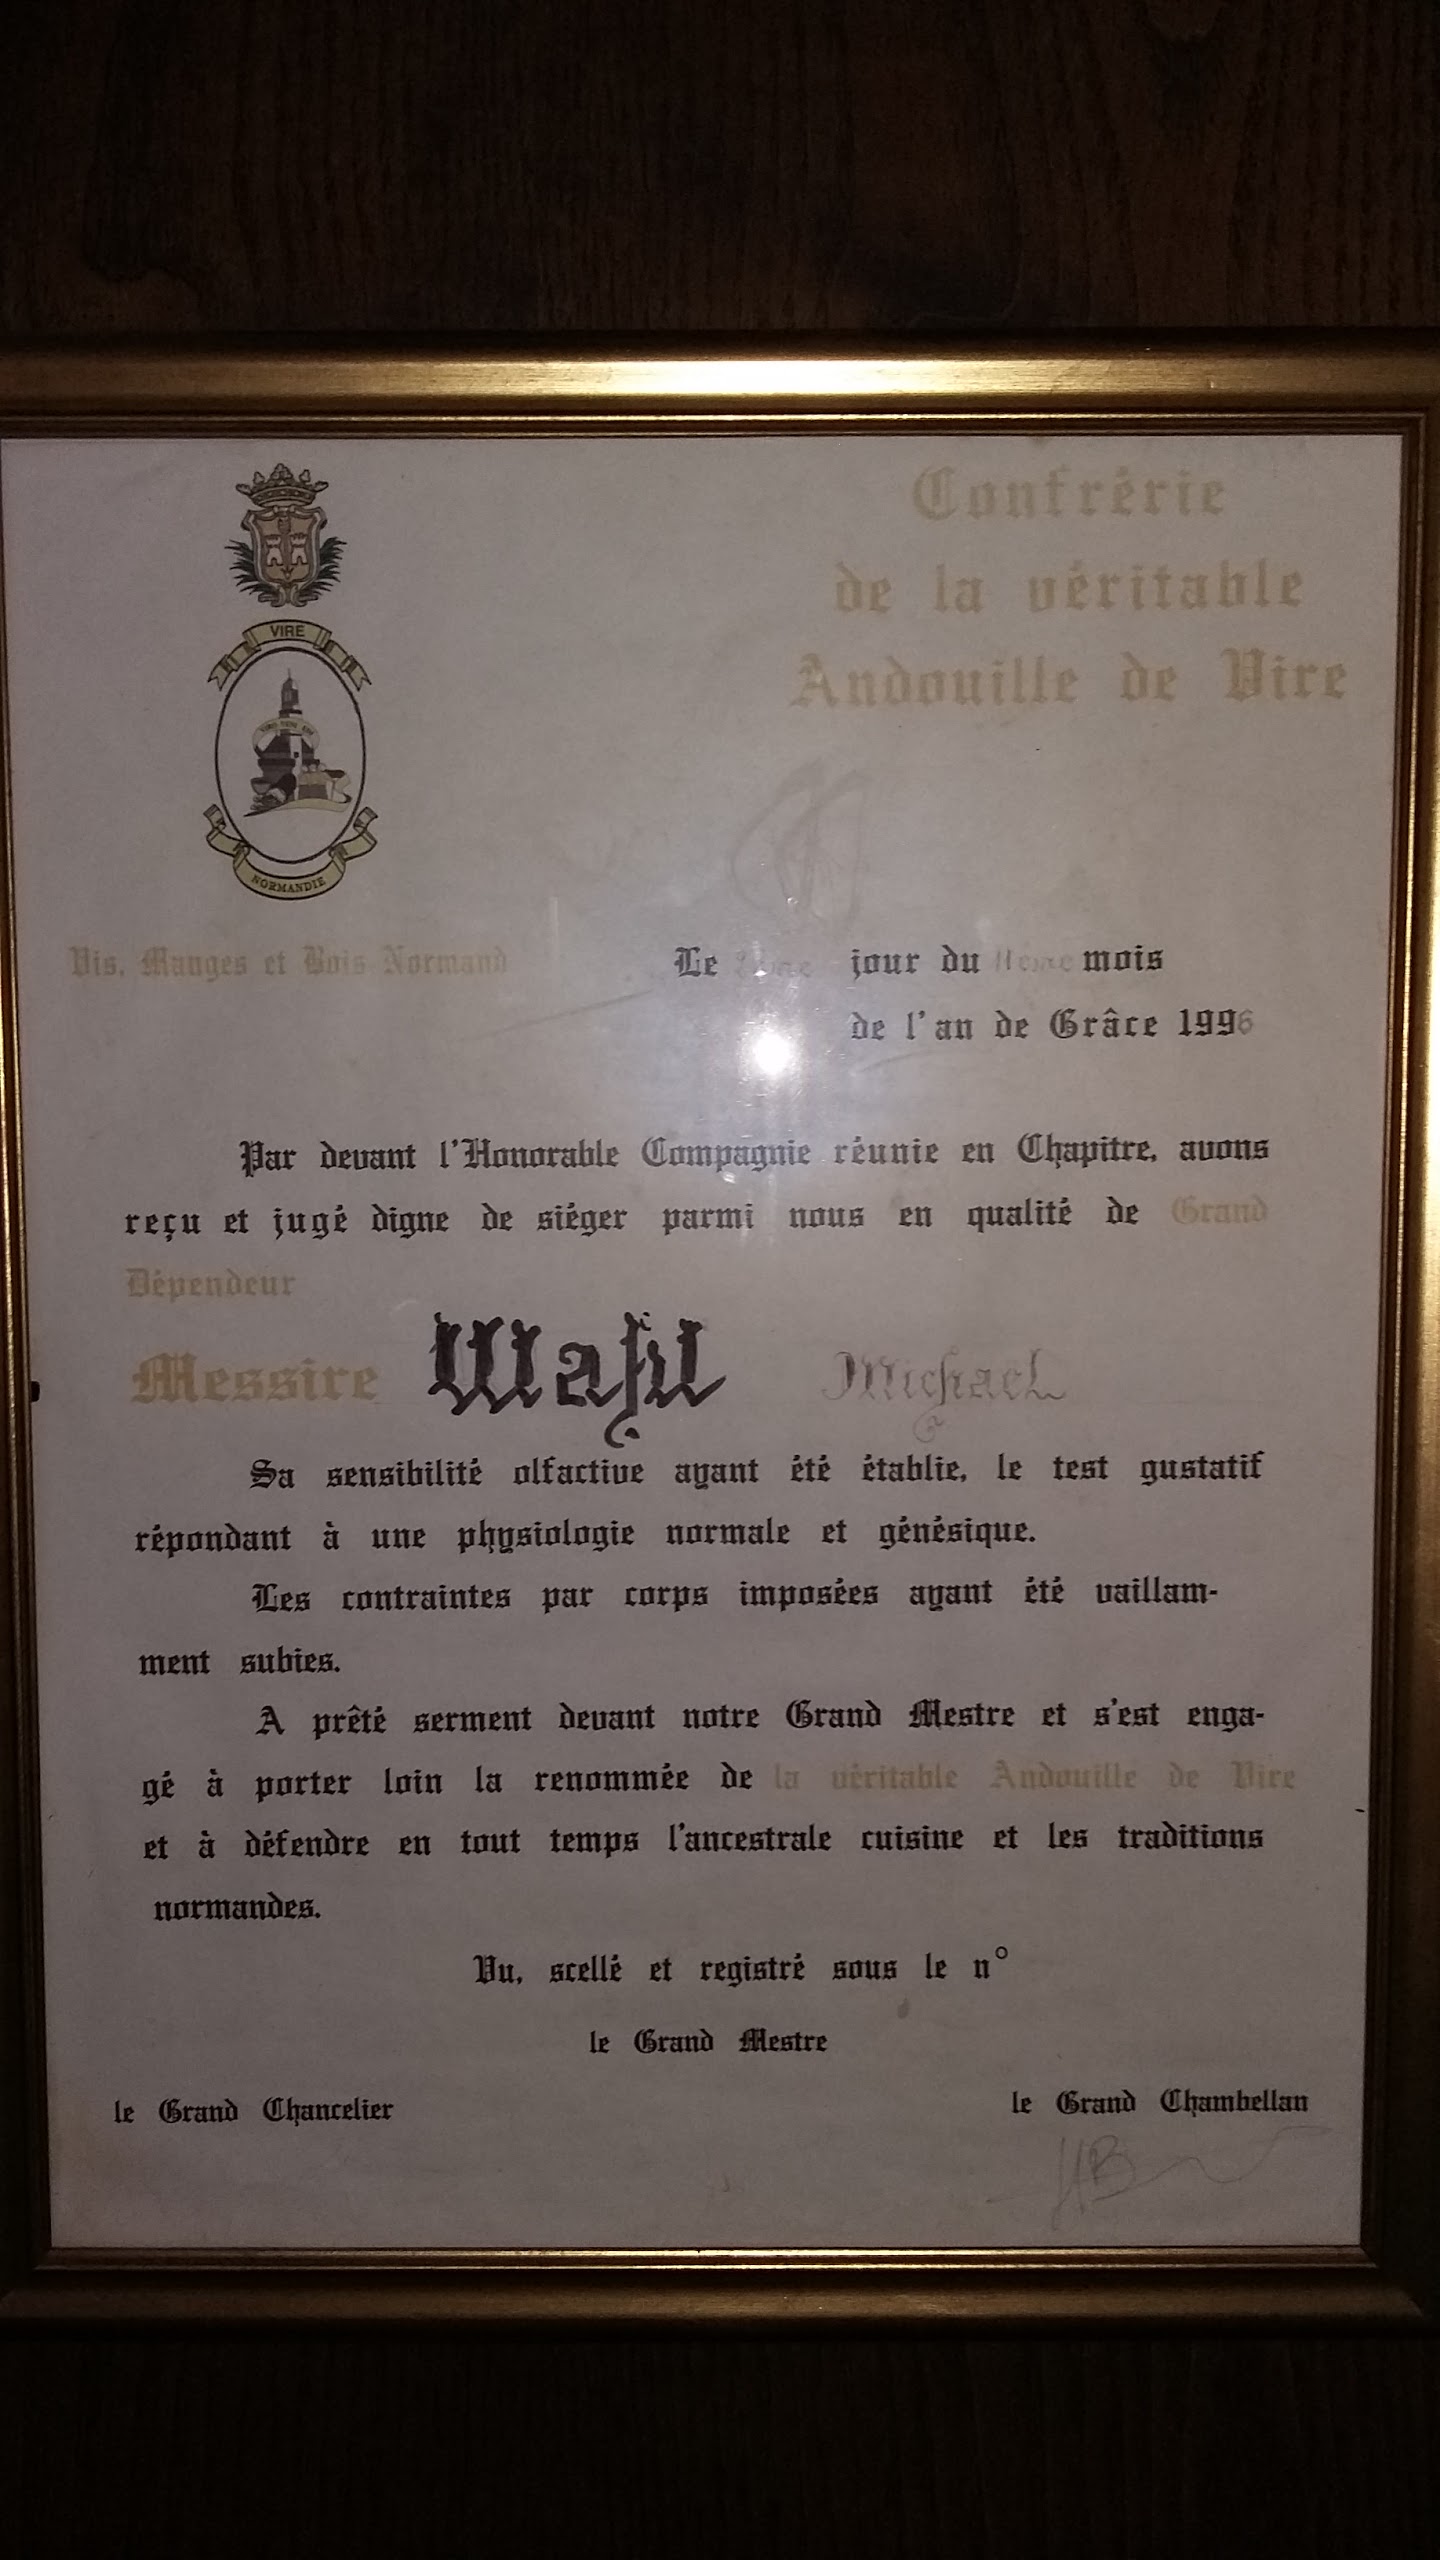 Confrérie
de la véritable
Andouille de Vire
VIRE
NORMANDIE
Vis, Manges et Bois Normand
Le jour du 11ème mois
de l'an de Grâce 1996
Par devant l'Honorable Compagnie réunie en Chapitre, avons
reçu et jugé digne de siéger parmi nous en qualité de Grand
Dépendeur
Messire Michael
Sa sensibilité olfactive ayant été établie, le test gustatif
répondant à une physiologie normale et génésique.
Les contraintes par corps imposées ayant été vaillam-
ment subies.
A prêté serment devant notre Grand Mestre et s'est enga-
gé à porter loin la renommée de la véritable Andouille de Vire
et à défendre en tout temps l'ancestrale cuisine et les traditions
normandes.
Vu, scellé et registré sous le n°
le Grand Mestre
le Grand Chancelier
le Grand Chambellan